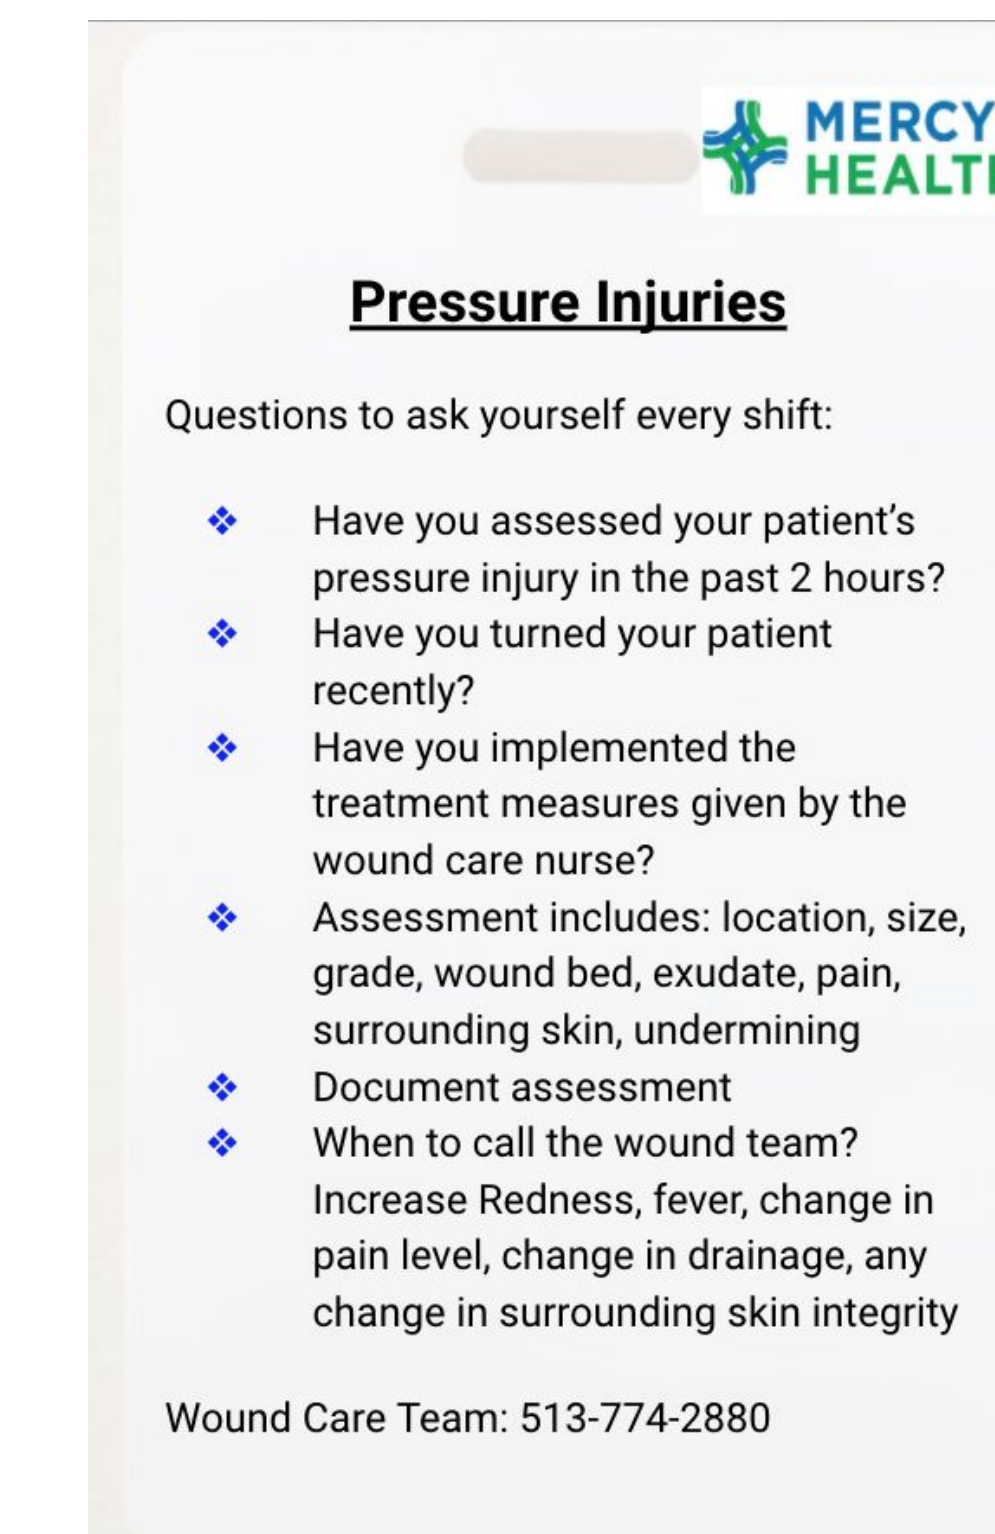 MERCY
HEALTH
Pressure Injuries
Questions to ask yourself every shift:
❖ Have you assessed your patient’s
pressure injury in the past 2 hours?
❖ Have you turned your patient
recently?
❖ Have you implemented the
treatment measures given by the
wound care nurse?
❖ Assessment includes: location, size,
grade, wound bed, exudate, pain,
surrounding skin, undermining
❖ Document assessment
❖ When to call the wound team?
Increase Redness, fever, change in
pain level, change in drainage, any
change in surrounding skin integrity
Wound Care Team: 513-774-2880